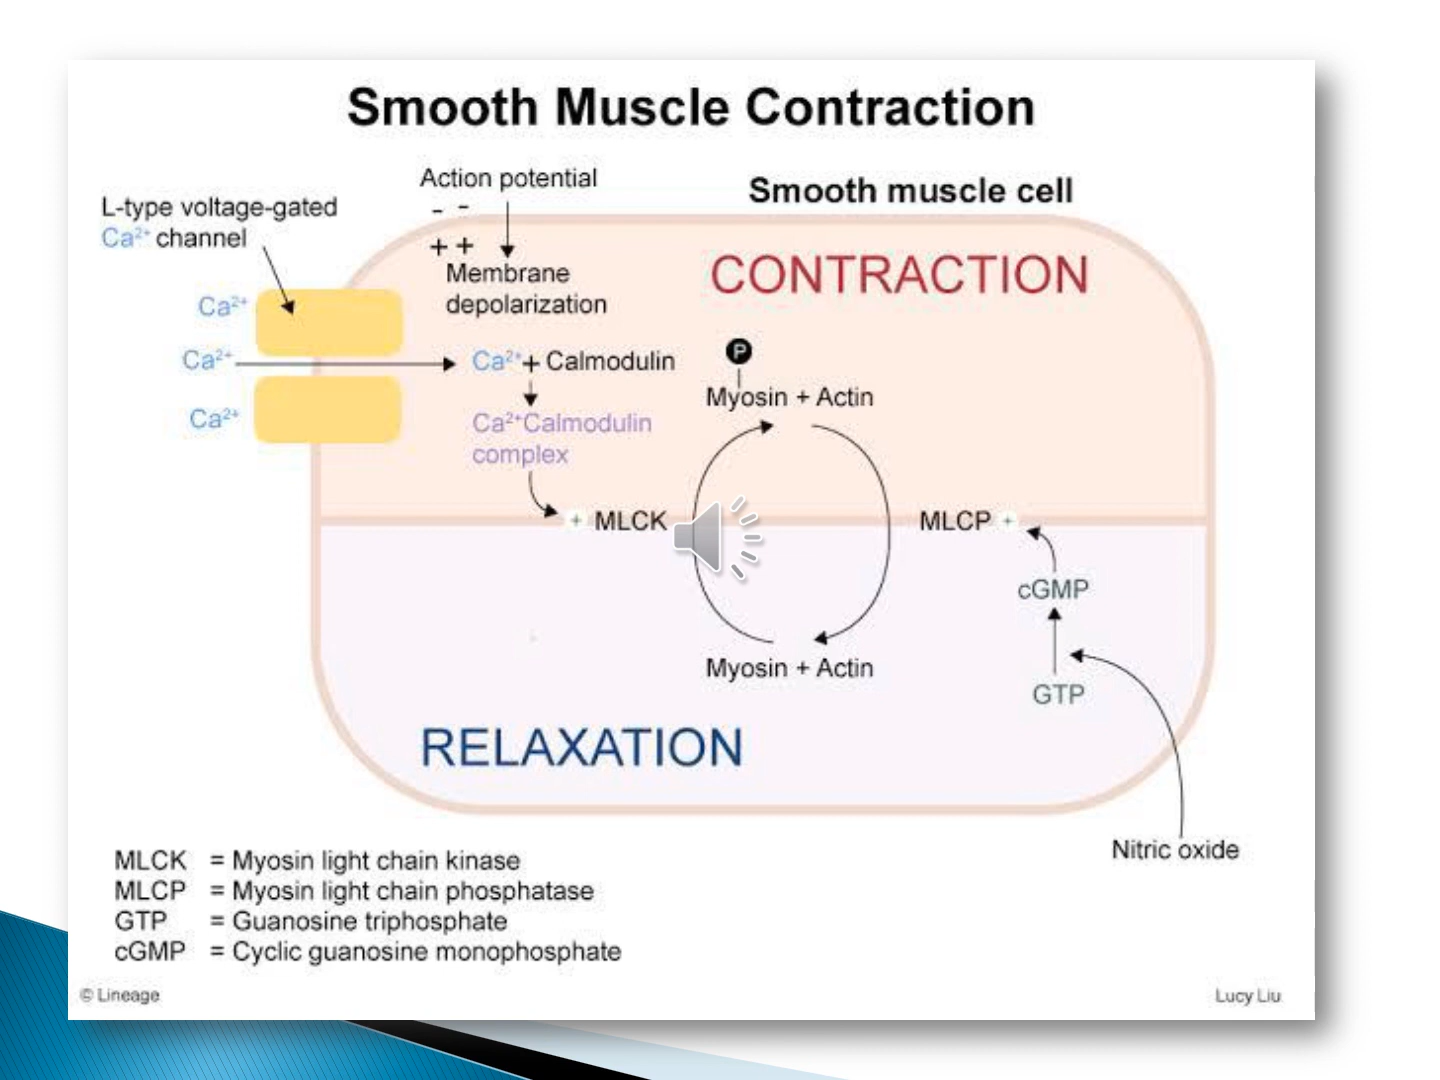 Smooth Muscle Contraction
Action potential
Smooth muscle cell
L-type voltage-gated
Ca²⁺ channel
- -
+ +
Membrane
depolarization
CONTRACTION
Ca²⁺
Ca²⁺
Ca²⁺
Ca²⁺ + Calmodulin
P
Myosin + Actin
Ca²⁺Calmodulin
complex
+ MLCK
MLCP +
cGMP
Myosin + Actin
GTP
RELAXATION
Nitric oxide
MLCK = Myosin light chain kinase
MLCP = Myosin light chain phosphatase
GTP = Guanosine triphosphate
cGMP = Cyclic guanosine monophosphate
© Lineage
Lucy Liu